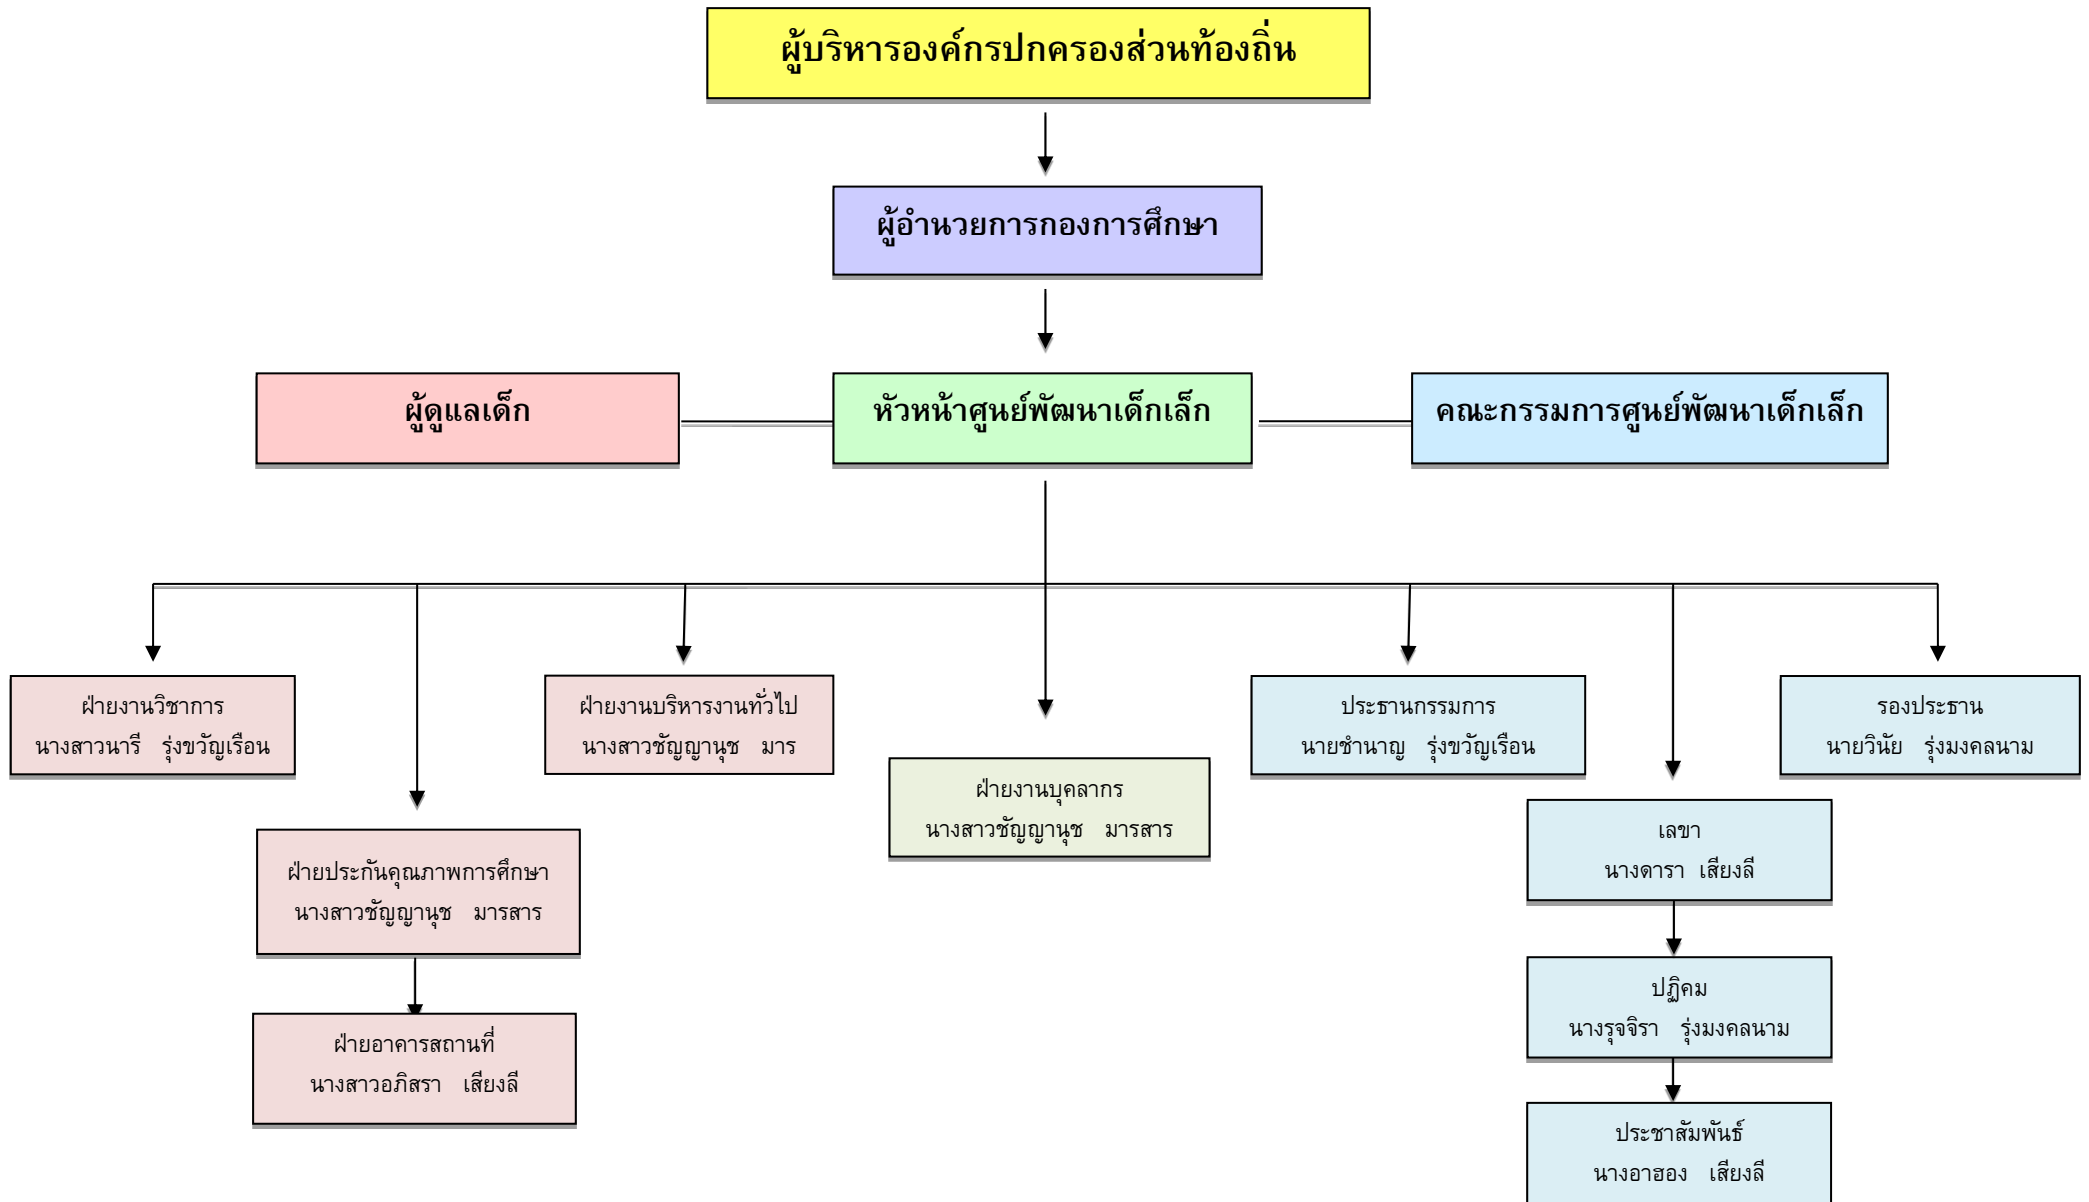 ผู้บริหารองค์กรปกครองส่วนท้องถิ่น
ผู้อำนวยการกองการศึกษา
ผู้ดูแลเด็ก
หัวหน้าศูนย์พัฒนาเด็กเล็ก
คณะกรรมการศูนย์พัฒนาเด็กเล็ก
ฝ่ายงานวิชาการ
นางสาวนารี รุ่งขวัญเรือน
ฝ่ายงานบริหารงานทั่วไป
นางสาวชัญญานุช มาร
ประธานกรรมการ
นายชำนาญ รุ่งขวัญเรือน
รองประธาน
นายวินัย รุ่งมงคลนาม
ฝ่ายงานบุคลากร
นางสาวชัญญานุช มารสาร
เลขา
นางดารา เสียงลี
ฝ่ายประกันคุณภาพการศึกษา
นางสาวชัญญานุช มารสาร
ปฏิคม
นางรุจจิรา รุ่งมงคลนาม
ฝ่ายอาคารสถานที่
นางสาวอภิสรา เสียงลี
ประชาสัมพันธ์
นางอาฮอง เสียงลี